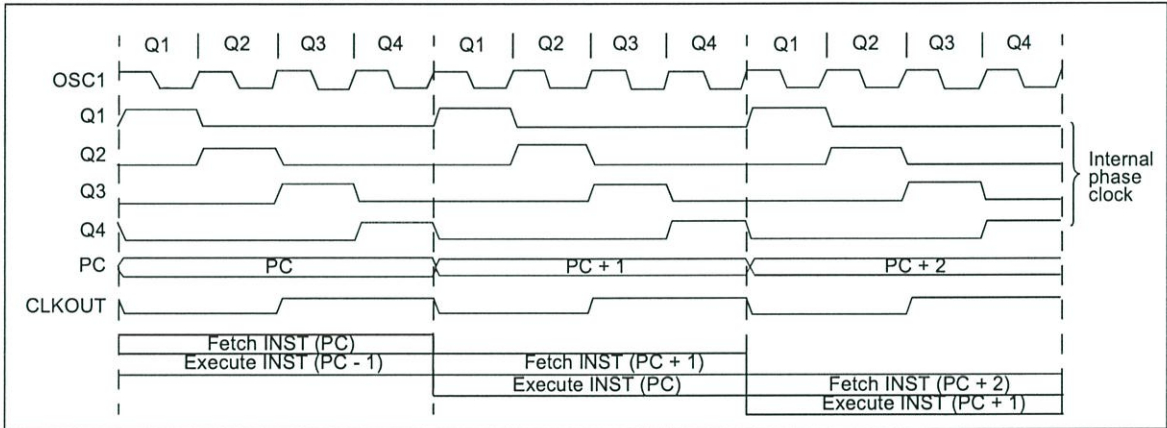 Q1 | Q2 | Q3 | Q4 | Q1 | Q2 | Q3 | Q4 | Q1 | Q2 | Q3 | Q4
OSC1
Q1
Q2
Q3
Q4
Internal
phase
clock
PC
PC
PC + 1
PC + 2
CLKOUT
Fetch INST (PC)
Execute INST (PC - 1)
Fetch INST (PC + 1)
Execute INST (PC)
Fetch INST (PC + 2)
Execute INST (PC + 1)